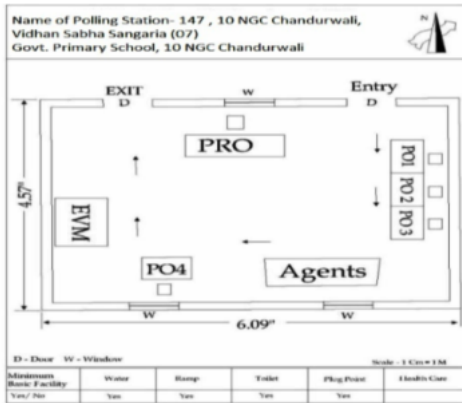 Name of Polling Station- 147 , 10 NGC Chandurwali,
Vidhan Sabha Sangaria (07)
Govt. Primary School, 10 NGC Chandurwali
N
EXIT
D
W
Entry
D
PRO
PO1
PO2
PO3
4.57"
EVM
PO4
Agents
W
W
6.09"
D - Door W - Window
Scale - 1 Cm = 1M
Minimum Basic Facility Water Ramp Toilet Plug Point Health Care
Yes/ No Yes Yes Yes Yes